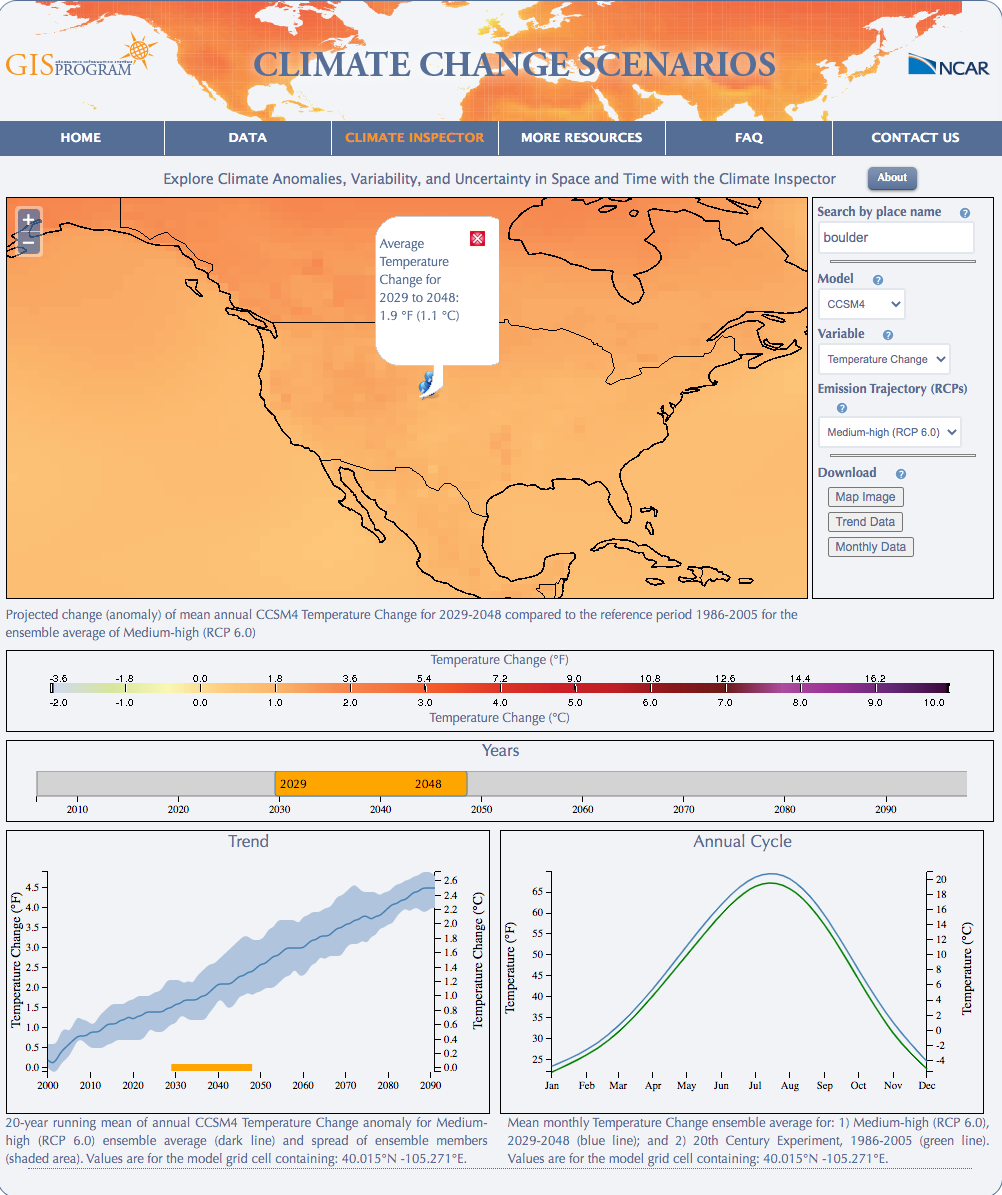 GISPROGRAM
CLIMATE CHANGE SCENARIOS
NCAR
HOME
DATA
CLIMATE INSPECTOR
MORE RESOURCES
FAQ
CONTACT US
Explore Climate Anomalies, Variability, and Uncertainty in Space and Time with the Climate Inspector
About
+
−
Average
Temperature
Change for
2029 to 2048:
1.9 °F (1.1 °C)
Search by place name ?
boulder
Model ?
CCSM4
Variable ?
Temperature Change
Emission Trajectory (RCPs)
?
Medium-high (RCP 6.0)
Download ?
Map Image
Trend Data
Monthly Data
Projected change (anomaly) of mean annual CCSM4 Temperature Change for 2029-2048 compared to the reference period 1986-2005 for the
ensemble average of Medium-high (RCP 6.0)
Temperature Change (°F)
-3.6 -1.8 0.0 1.8 3.6 5.4 7.2 9.0 10.8 12.6 14.4 16.2
-2.0 -1.0 0.0 1.0 2.0 3.0 4.0 5.0 6.0 7.0 8.0 9.0 10.0
Temperature Change (°C)
Years
2029 2048
2010 2020 2030 2040 2050 2060 2070 2080 2090
Trend
Temperature Change (°F)
4.5
4.0
3.5
3.0
2.5
2.0
1.5
1.0
0.5
0.0
2.6
2.4
2.2
2.0
1.8
1.6
1.4
1.2
1.0
0.8
0.6
0.4
0.2
0.0
Temperature Change (°C)
2000 2010 2020 2030 2040 2050 2060 2070 2080 2090
20-year running mean of annual CCSM4 Temperature Change anomaly for Medium-
high (RCP 6.0) ensemble average (dark line) and spread of ensemble members
(shaded area). Values are for the model grid cell containing: 40.015°N -105.271°E.
Annual Cycle
Temperature (°F)
65
60
55
50
45
40
35
30
25
20
18
16
14
12
10
8
6
4
2
0
-2
-4
Temperature (°C)
Jan Feb Mar Apr May Jun Jul Aug Sep Oct Nov Dec
Mean monthly Temperature Change ensemble average for: 1) Medium-high (RCP 6.0),
2029-2048 (blue line); and 2) 20th Century Experiment, 1986-2005 (green line).
Values are for the model grid cell containing: 40.015°N -105.271°E.